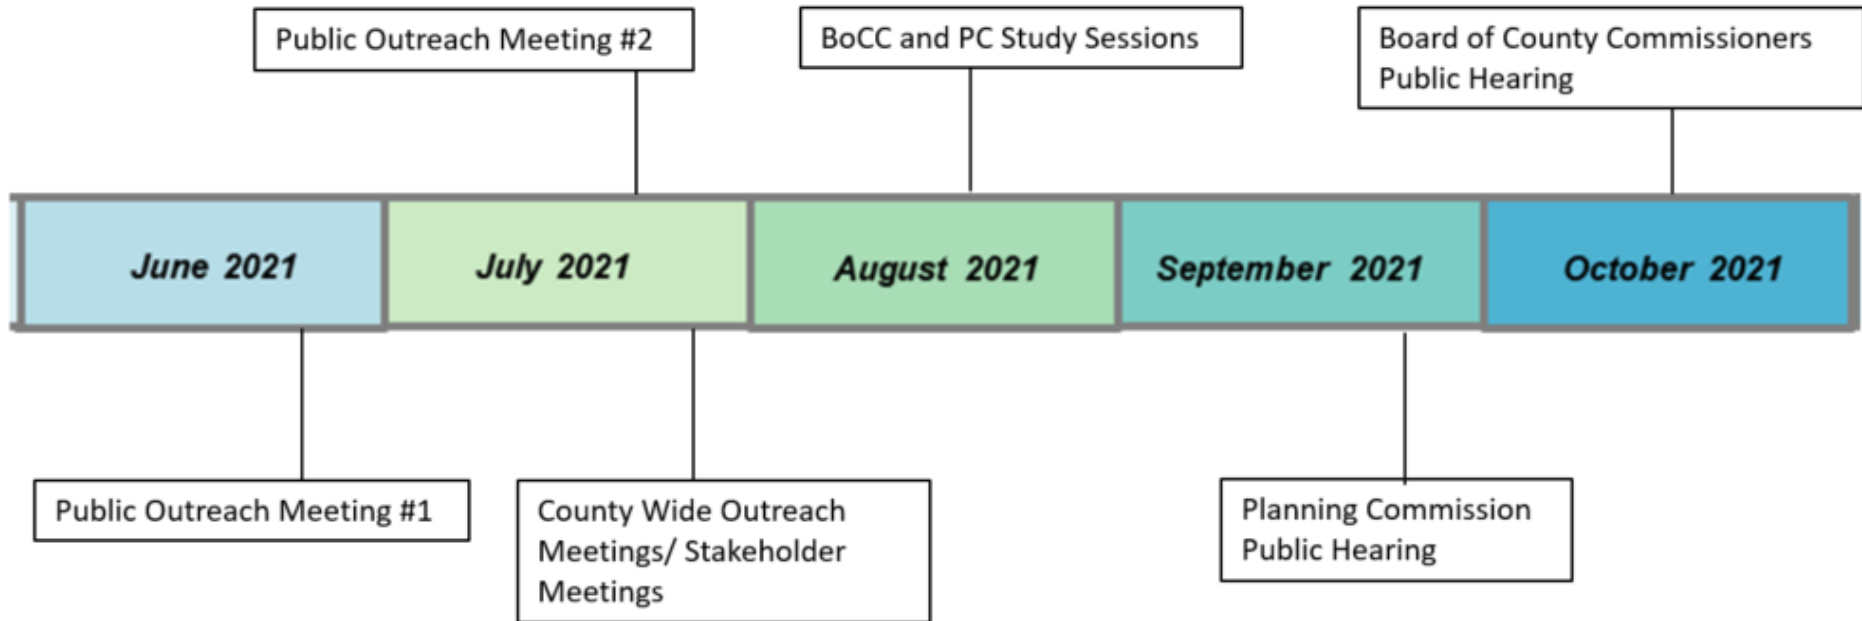 Public Outreach Meeting #2
BoCC and PC Study Sessions
Board of County Commissioners
Public Hearing
June 2021
July 2021
August 2021
September 2021
October 2021
Public Outreach Meeting #1
County Wide Outreach
Meetings/ Stakeholder
Meetings
Planning Commission
Public Hearing